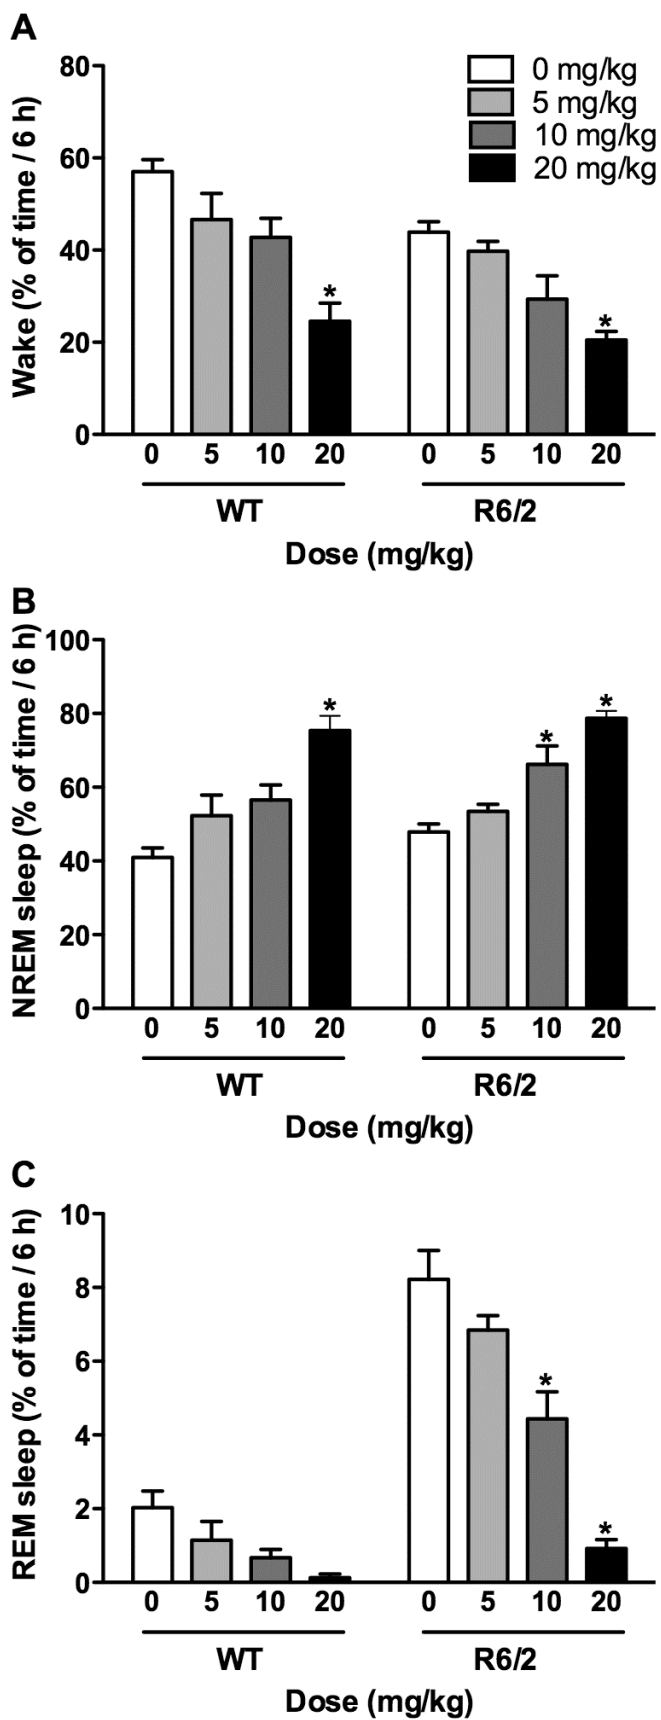 A
Wake (% of time / 6 h)
80
60
40
20
0
0 mg/kg
5 mg/kg
10 mg/kg
20 mg/kg
*
*
0 5 10 20 0 5 10 20
WT R6/2
Dose (mg/kg)
B
NREM sleep (% of time / 6 h)
100
80
60
40
20
0
*
*
*
0 5 10 20 0 5 10 20
WT R6/2
Dose (mg/kg)
C
REM sleep (% of time / 6 h)
10
8
6
4
2
0
*
*
0 5 10 20 0 5 10 20
WT R6/2
Dose (mg/kg)